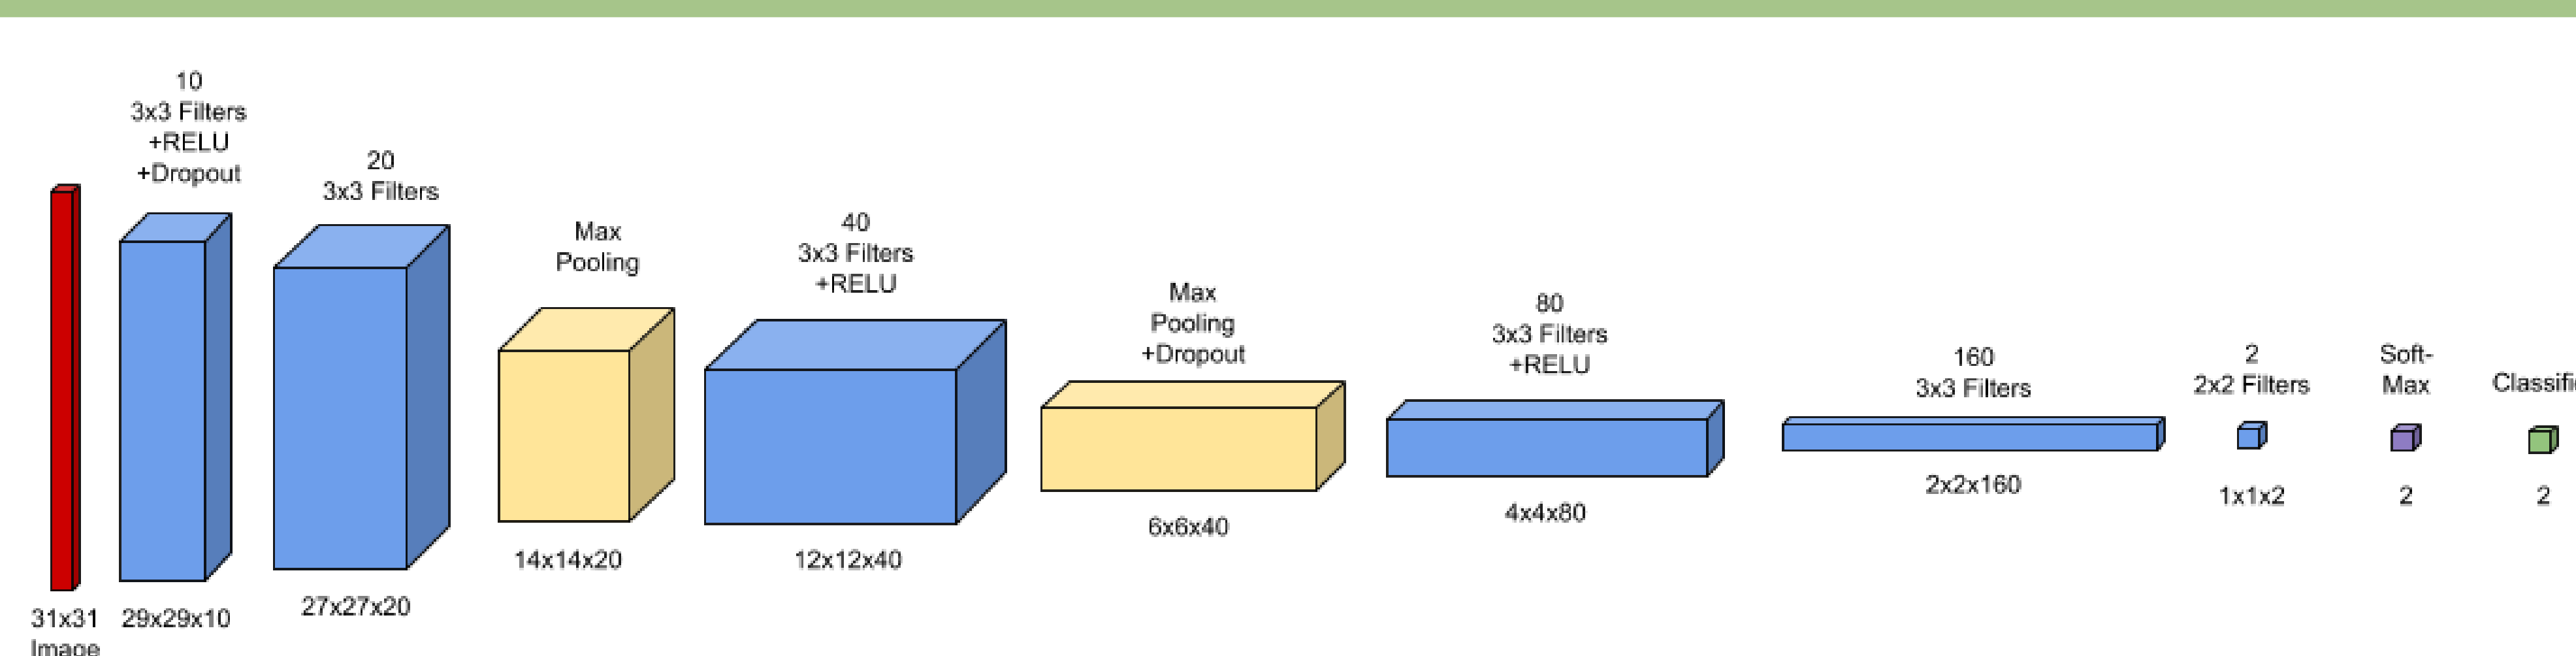 10
3x3 Filters
+RELU
+Dropout
31x31
Image
29x29x10
20
3x3 Filters
27x27x20
Max
Pooling
14x14x20
40
3x3 Filters
+RELU
12x12x40
Max
Pooling
+Dropout
6x6x40
80
3x3 Filters
+RELU
4x4x80
160
3x3 Filters
2x2x160
2
2x2 Filters
1x1x2
Soft-
Max
2
Classifi
2